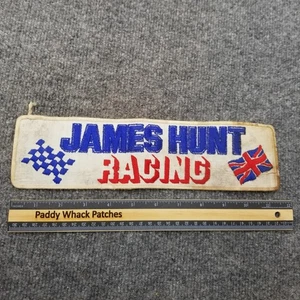 JAMES HUNT
RACING
Paddy Whack Patches